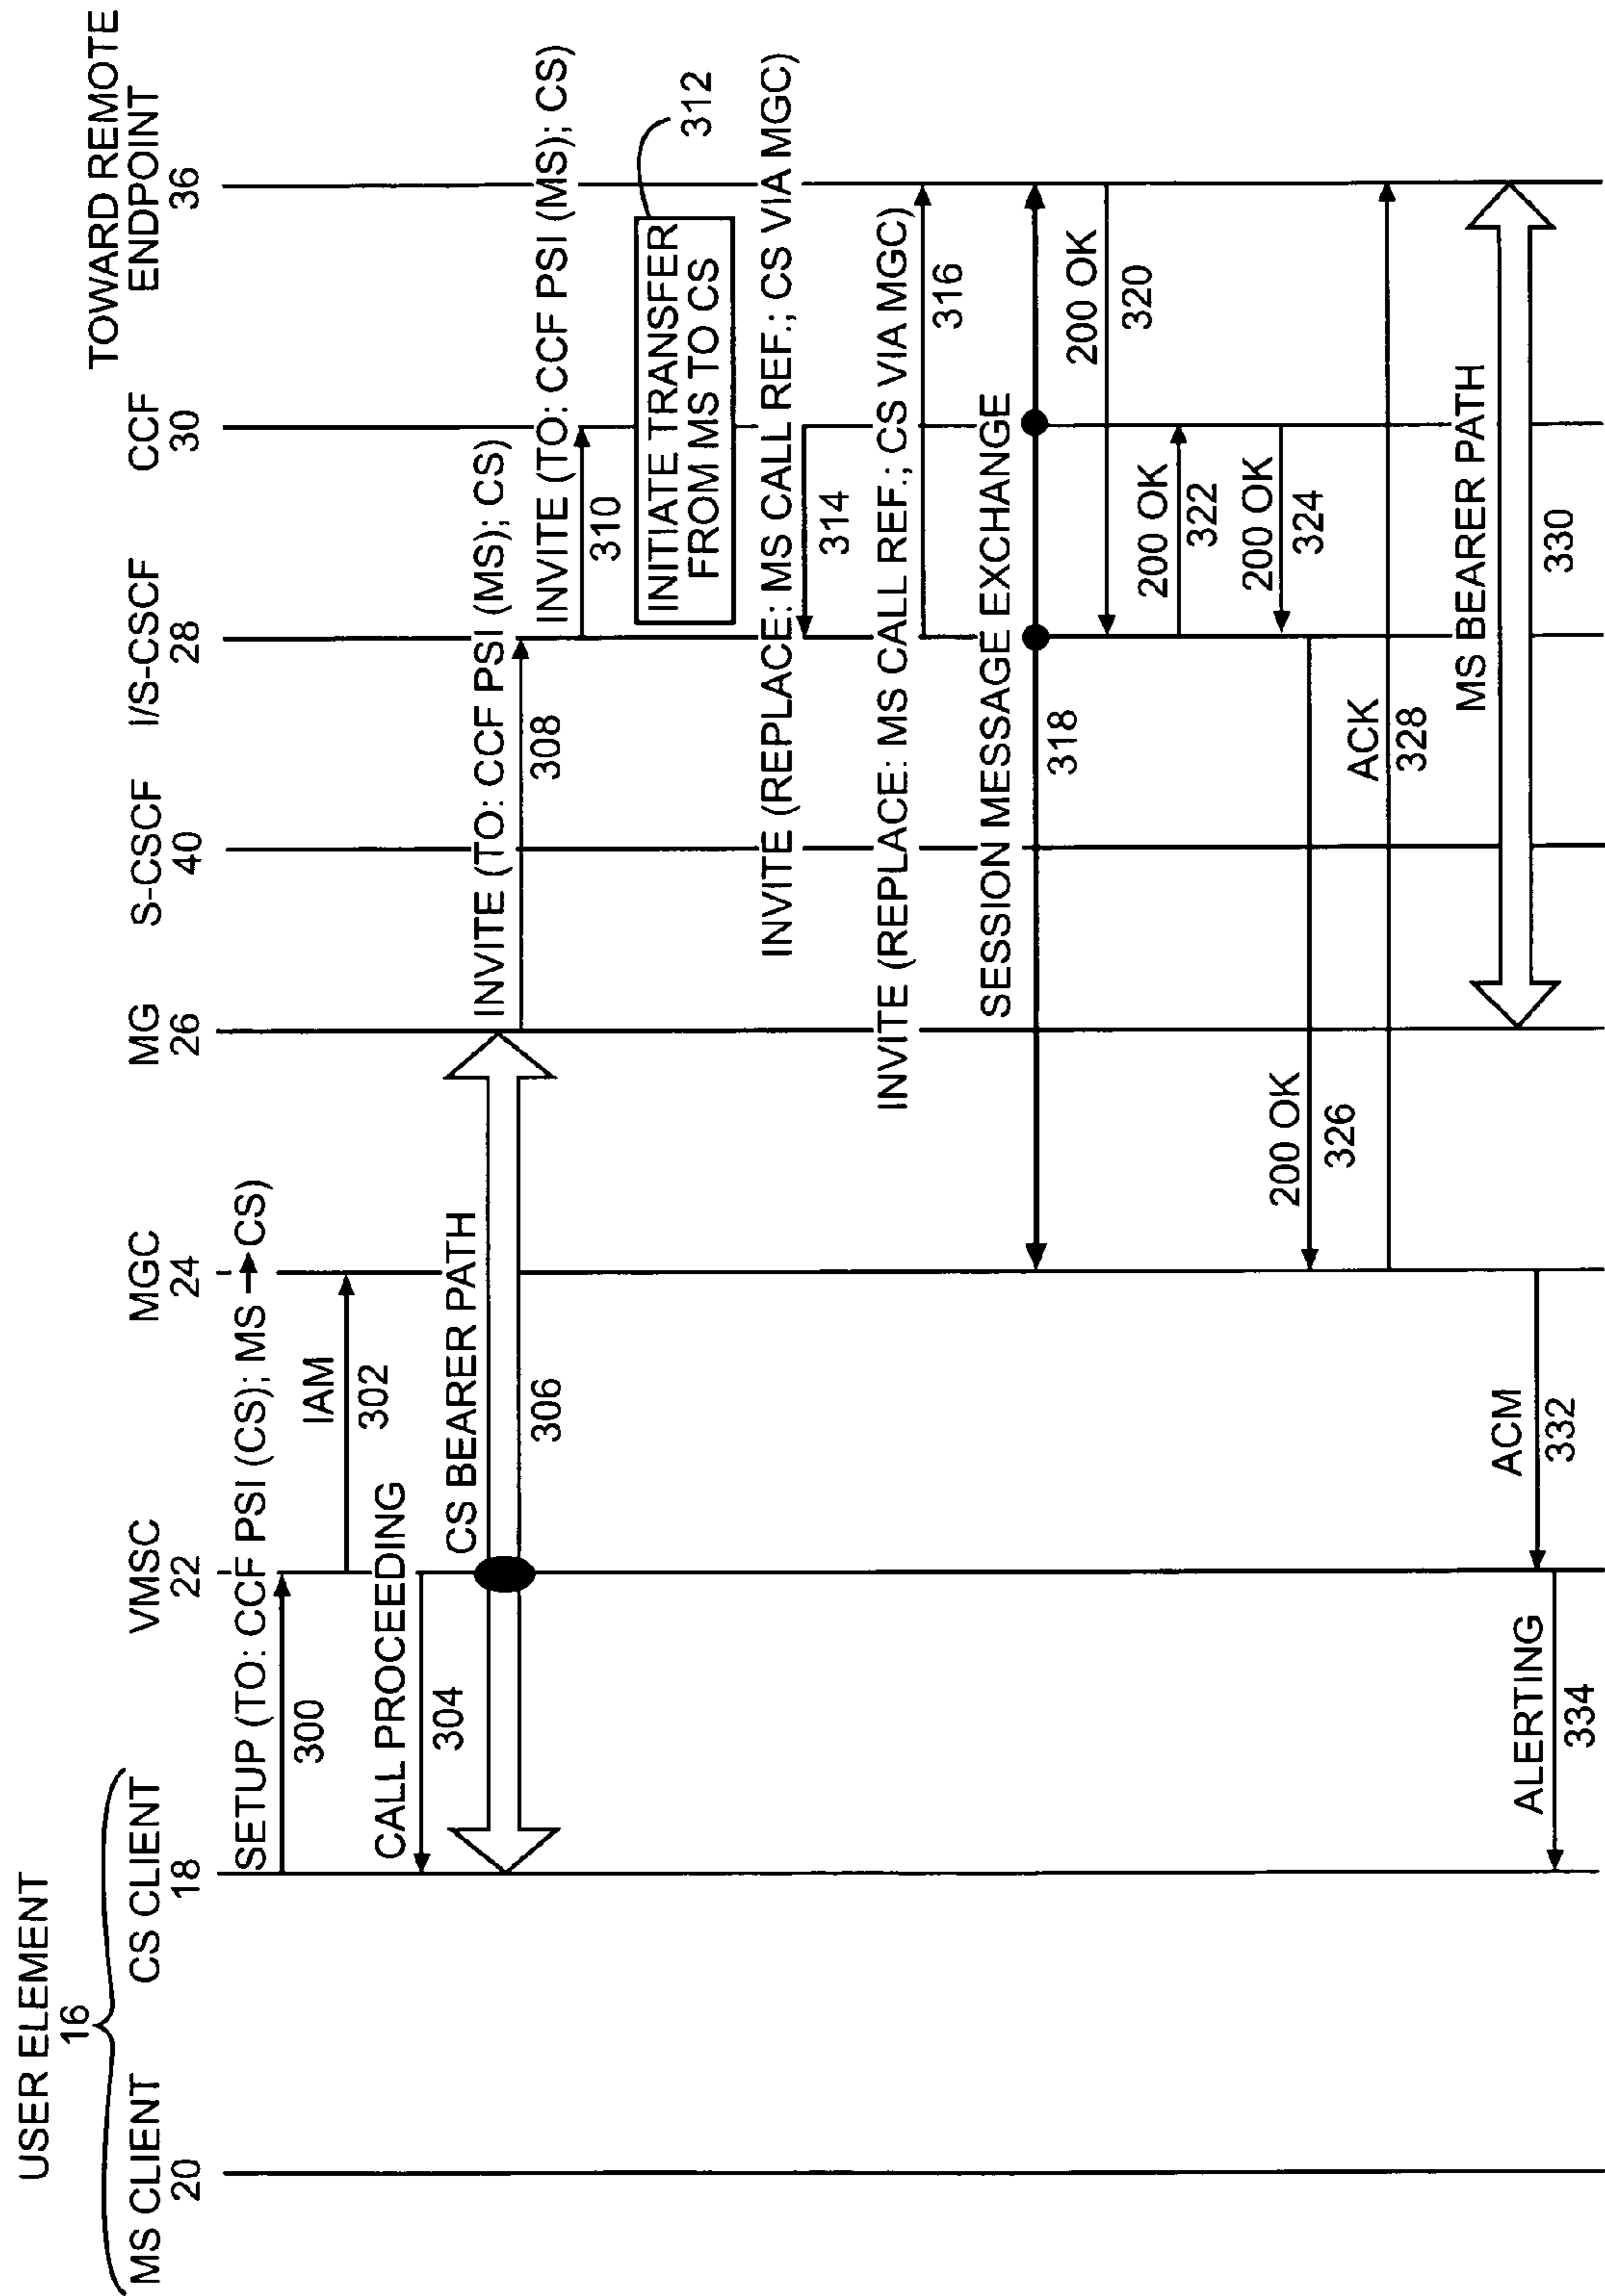 USER ELEMENT
16
MS CLIENT
20
CS CLIENT
18
VMSC
22
MGC
24
MG
26
S-CSCF
40
I/S-CSCF
28
CCF
30
TOWARD REMOTE
ENDPOINT
36
SETUP (TO: CCF PSI (CS); MS → CS)
300
IAM
302
CALL PROCEEDING
304
CS BEARER PATH
306
INVITE (TO: CCF PSI (MS); CS)
308
INVITE (TO: CCF PSI (MS); CS)
310
INITIATE TRANSFER
FROM MS TO CS
312
INVITE (REPLACE: MS CALL REF.; CS VIA MGC)
314
INVITE (REPLACE: MS CALL REF.; CS VIA MGC)
316
SESSION MESSAGE EXCHANGE
318
200 OK
320
200 OK
322
200 OK
324
200 OK
326
ACK
328
MS BEARER PATH
330
ACM
332
ALERTING
334